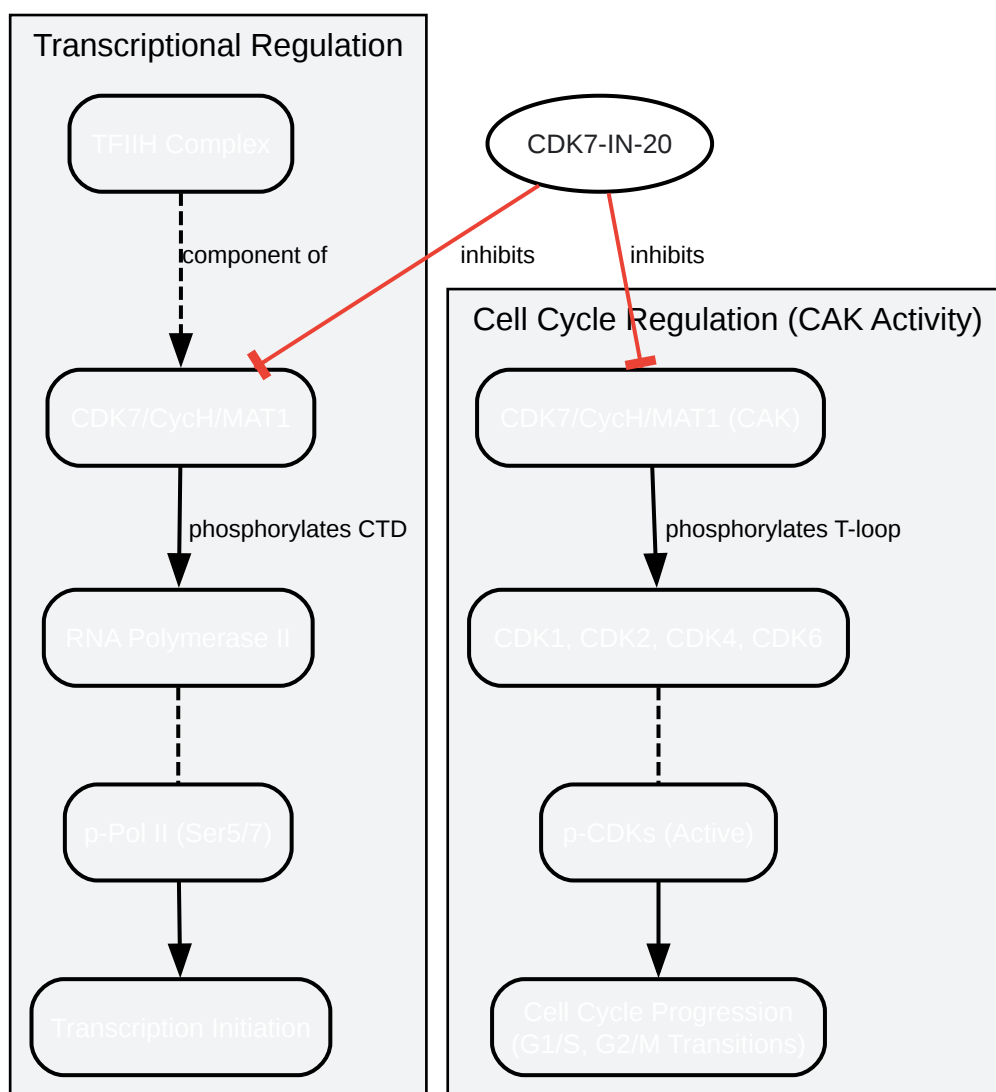 Transcriptional Regulation
TFIIH Complex
CDK7-IN-20
component of
inhibits
inhibits
Cell Cycle Regulation (CAK Activity)
CDK7/CycH/MAT1
CDK7/CycH/MAT1 (CAK)
phosphorylates CTD
phosphorylates T-loop
RNA Polymerase II
CDK1, CDK2, CDK4, CDK6
p-Pol II (Ser5/7)
p-CDKs (Active)
Transcription Initiation
Cell Cycle Progression
(G1/S, G2/M Transitions)